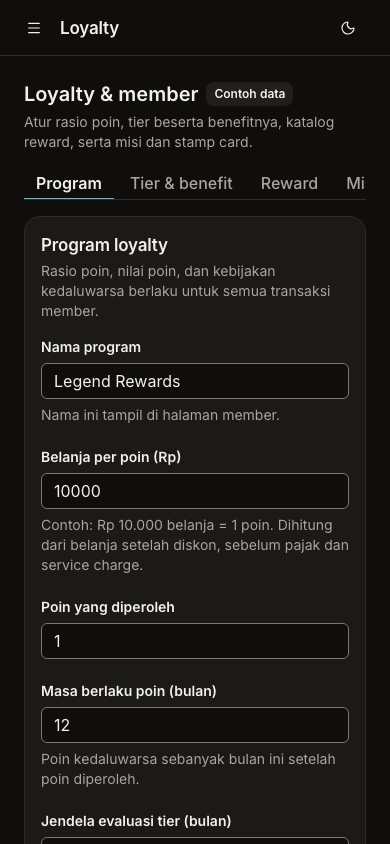 Loyalty
Loyalty & member
Contoh data
Atur rasio poin, tier beserta benefitnya, katalog
reward, serta misi dan stamp card.
Program
Tier & benefit
Reward
Program loyalty
Rasio poin, nilai poin, dan kebijakan
kedaluwarsa berlaku untuk semua transaksi
member.
Nama program
Legend Rewards
Nama ini tampil di halaman member.
Belanja per poin (Rp)
10000
Contoh: Rp 10.000 belanja = 1 poin. Dihitung
dari belanja setelah diskon, sebelum pajak dan
service charge.
Poin yang diperoleh
1
Masa berlaku poin (bulan)
12
Poin kedaluwarsa sebanyak bulan ini setelah
poin diperoleh.
Jendela evaluasi tier (bulan)